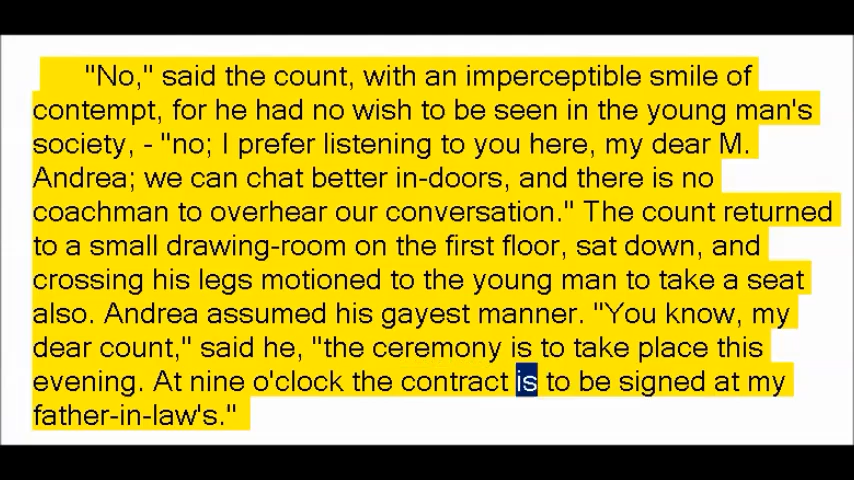 "No," said the count, with an imperceptible smile of
contempt, for he had no wish to be seen in the young man's
society, - "no; I prefer listening to you here, my dear M.
Andrea; we can chat better in-doors, and there is no
coachman to overhear our conversation." The count returned
to a small drawing-room on the first floor, sat down, and
crossing his legs motioned to the young man to take a seat
also. Andrea assumed his gayest manner. "You know, my
dear count," said he, "the ceremony is to take place this
evening. At nine o'clock the contract is to be signed at my
father-in-law's."